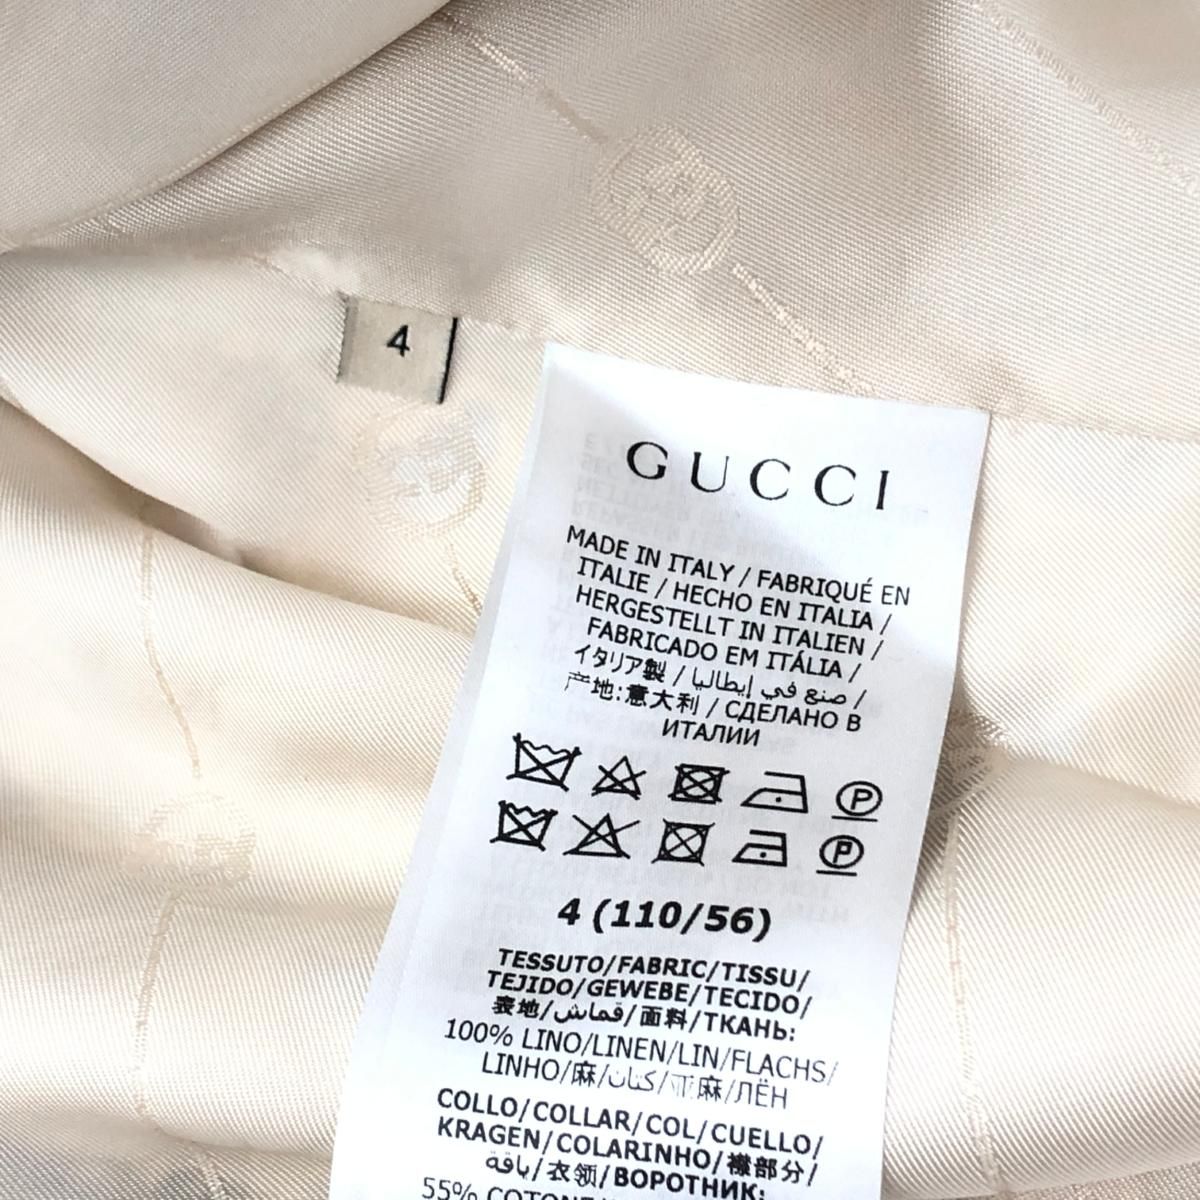 4
GUCCI
MADE IN ITALY / FABRIQUÉ EN
ITALIE / HECHO EN ITALIA /
HERGESTELLT IN ITALIEN /
FABRICADO EM ITÁLIA /
イタリア製 / صنع في إيطاليا /
产地:意大利 / СДЕЛАНО В
ИТАЛИИ
P
P
4 (110/56)
TESSUTO/FABRIC/TISSU/
TEJIDO/GEWEBE/TECIDO/
表地/قماش/面料/ТКАНЬ:
100% LINO/LINEN/LIN/FLACHS/
LINHO/麻/كتان/亚麻/ЛЁН
COLLO/COLLAR/COL/CUELLO/
KRAGEN/COLARINHO/襟部分/
ياقة/衣领/ВОРОТНИК:
55% COTONE/